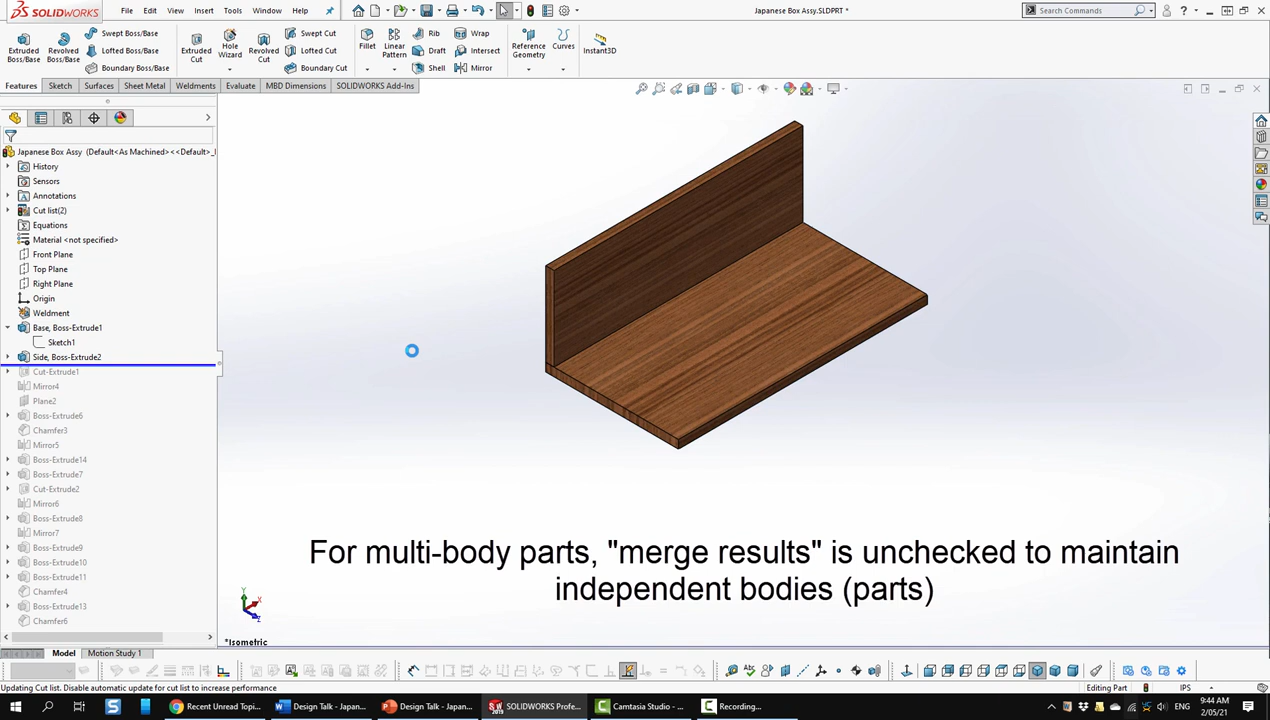 SOLIDWORKS
File
Edit
View
Insert
Tools
Window
Help
Japanese Box Assy.SLDPRT *
Search Commands
Extruded Boss/Base
Revolved Boss/Base
Swept Boss/Base
Lofted Boss/Base
Boundary Boss/Base
Extruded Cut
Hole Wizard
Revolved Cut
Swept Cut
Lofted Cut
Boundary Cut
Fillet
Linear Pattern
Rib
Draft
Shell
Wrap
Intersect
Mirror
Reference Geometry
Curves
Instant3D
Features
Sketch
Surfaces
Sheet Metal
Weldments
Evaluate
MBD Dimensions
SOLIDWORKS Add-Ins
Japanese Box Assy (Default<As Machined><<Default>_I
History
Sensors
Annotations
Cut list(2)
Equations
Material <not specified>
Front Plane
Top Plane
Right Plane
Origin
Weldment
Base, Boss-Extrude1
Sketch1
Side, Boss-Extrude2
Cut-Extrude1
Mirror4
Plane2
Boss-Extrude6
Chamfer3
Mirror5
Boss-Extrude14
Boss-Extrude7
Cut-Extrude2
Mirror6
Boss-Extrude8
Mirror7
Boss-Extrude9
Boss-Extrude10
Boss-Extrude11
Chamfer4
Boss-Extrude13
Chamfer6
For multi-body parts, "merge results" is unchecked to maintain
independent bodies (parts)
Y
X
Z
*Isometric
Model
Motion Study 1
Updating Cut list. Disable automatic update for cut list to increase performance
Editing Part
IPS
Recent Unread Topi...
Design Talk - Japan...
Design Talk - Japan...
SOLIDWORKS Profe...
Camtasia Studio - ...
Recording...
9:44 AM
2/05/21